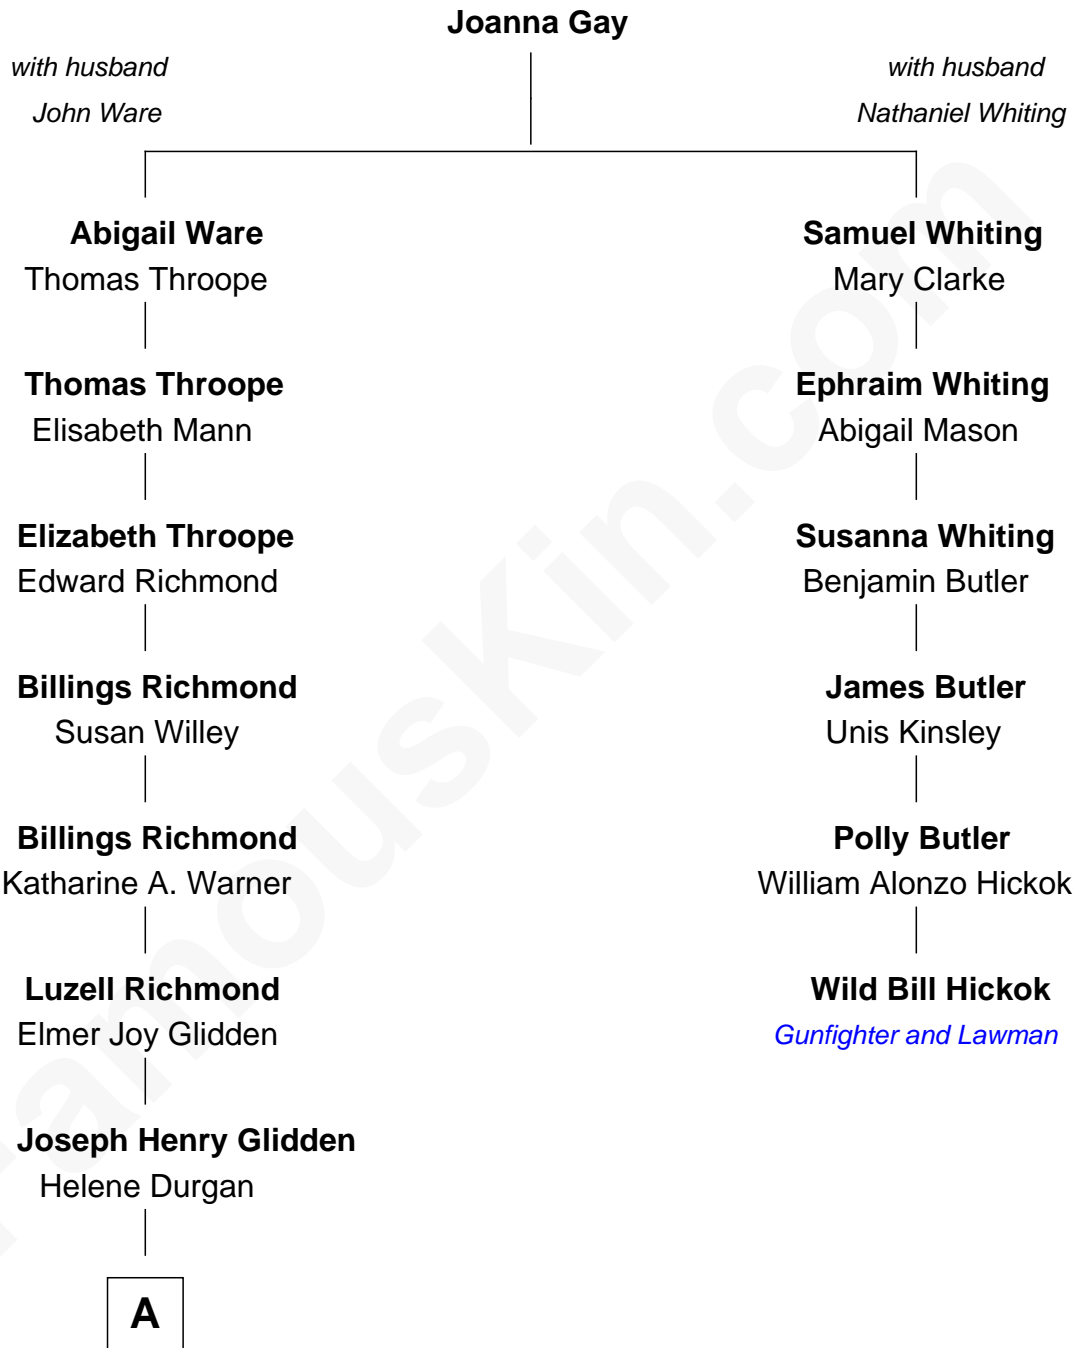 Joanna Gay
with husband
John Ware
with husband
Nathaniel Whiting
Abigail Ware
Thomas Throope
Samuel Whiting
Mary Clarke
Thomas Throope
Elisabeth Mann
Ephraim Whiting
Abigail Mason
Elizabeth Throope
Edward Richmond
Susanna Whiting
Benjamin Butler
Billings Richmond
Susan Willey
James Butler
Unis Kinsley
Billings Richmond
Katharine A. Warner
Polly Butler
William Alonzo Hickok
Luzell Richmond
Elmer Joy Glidden
Wild Bill Hickok
Gunfighter and Lawman
Joseph Henry Glidden
Helene Durgan
A
FamousKin.com